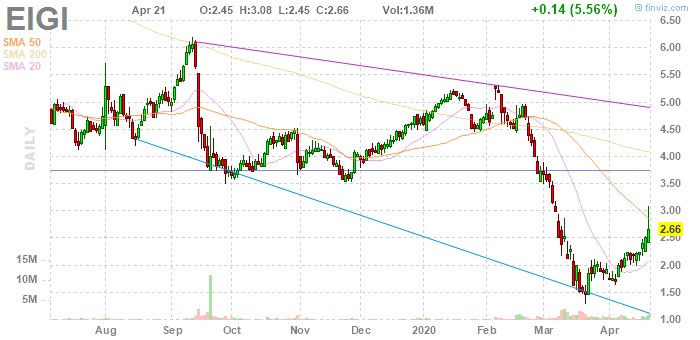 EIGI Apr 21 O:2.45 H:3.08 L:2.45 C:2.66 Vol:1.36M +0.14 (5.56%)
© finviz.com
SMA 50
SMA 200
SMA 20
DAILY
6.50
6.00
5.50
5.00
4.50
4.00
3.50
3.00
2.66
2.50
2.00
1.50
1.00
15M
10M
5M
Aug Sep Oct Nov Dec 2020 Feb Mar Apr